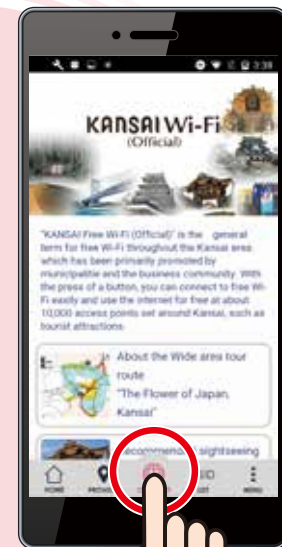 3:39
KANSAI Wi-Fi
(Official)
"KANSAI Free Wi-Fi (Official)" is the general
term for free Wi-Fi throughout the Kansai area
which has been primarily promoted by
municipalitie and the business community. With
the press of a button, you can connect to free Wi-
Fi easily and use the internet for free at about
10,000 access points set around Kansai, such as
tourist attractions.
About the Wide area tour
route
"The Flower of Japan,
Kansai"
sightseeing
HOME
LIST
MENU